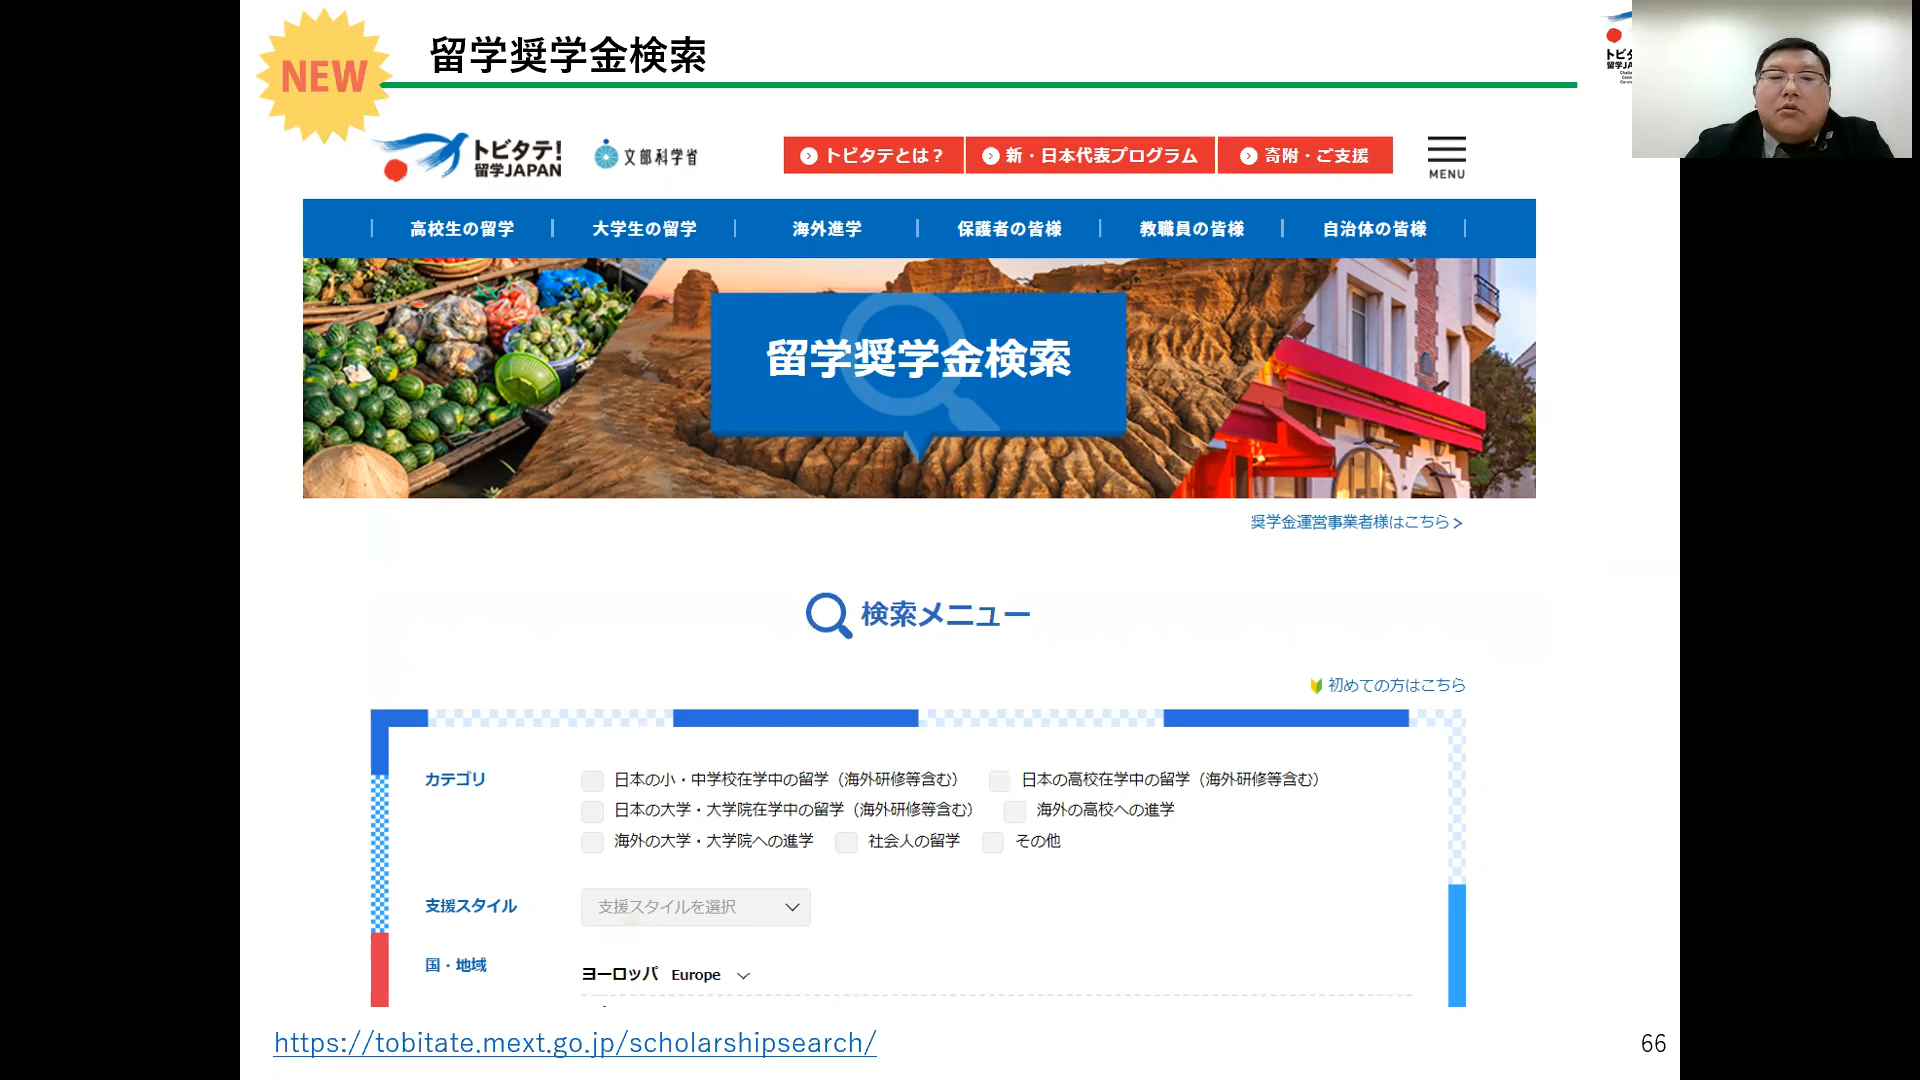 NEW
留学奨学金検索
トビタテ!
留学JAPAN
文部科学省
トビタテとは？
新・日本代表プログラム
寄附・ご支援
MENU
高校生の留学
大学生の留学
海外進学
保護者の皆様
教職員の皆様
自治体の皆様
留学奨学金検索
奨学金運営事業者様はこちら>
検索メニュー
初めての方はこちら
カテゴリ
日本の小・中学校在学中の留学（海外研修等含む）
日本の高校在学中の留学（海外研修等含む）
日本の大学・大学院在学中の留学（海外研修等含む）
海外の高校への進学
海外の大学・大学院への進学
社会人の留学
その他
支援スタイル
支援スタイルを選択
国・地域
ヨーロッパ Europe
https://tobitate.mext.go.jp/scholarshipsearch/
66